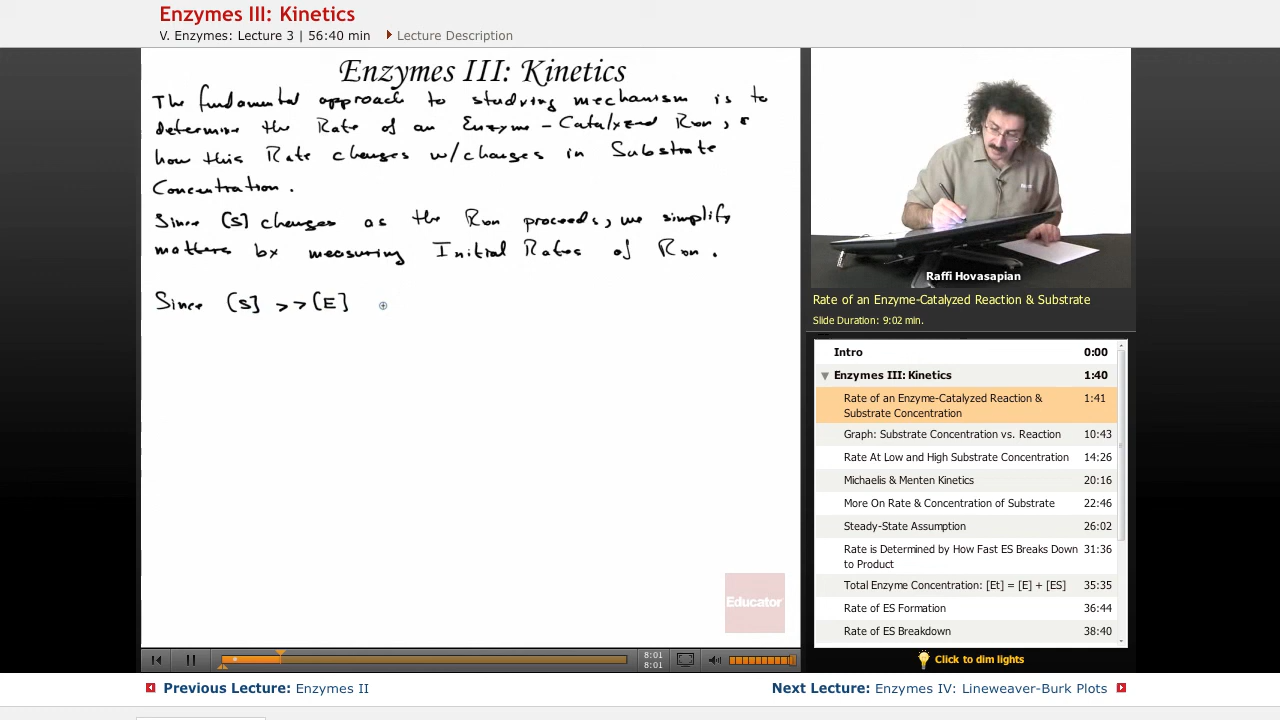 Enzymes III: Kinetics
V. Enzymes: Lecture 3 | 56:40 min
Lecture Description
Enzymes III: Kinetics
The fundamental approach to studying mechanism is to
determine the Rate of an Enzyme-Catalyzed Rxn,
how this Rate changes w/changes in Substrate
Concentration.
Since [S] changes as the Rxn proceeds, we simplify
matters by measuring Initial Rates of Rxn.
Since [S] >> [E]
Educator
8:01
8:01
Raffi Hovasapian
Rate of an Enzyme-Catalyzed Reaction & Substrate
Slide Duration: 9:02 min.
Intro 0:00
Enzymes III: Kinetics 1:40
Rate of an Enzyme-Catalyzed Reaction & 1:41
Substrate Concentration
Graph: Substrate Concentration vs. Reaction 10:43
Rate At Low and High Substrate Concentration 14:26
Michaelis & Menten Kinetics 20:16
More On Rate & Concentration of Substrate 22:46
Steady-State Assumption 26:02
Rate is Determined by How Fast ES Breaks Down 31:36
to Product
Total Enzyme Concentration: [Et] = [E] + [ES] 35:35
Rate of ES Formation 36:44
Rate of ES Breakdown 38:40
Click to dim lights
Previous Lecture: Enzymes II
Next Lecture: Enzymes IV: Lineweaver-Burk Plots